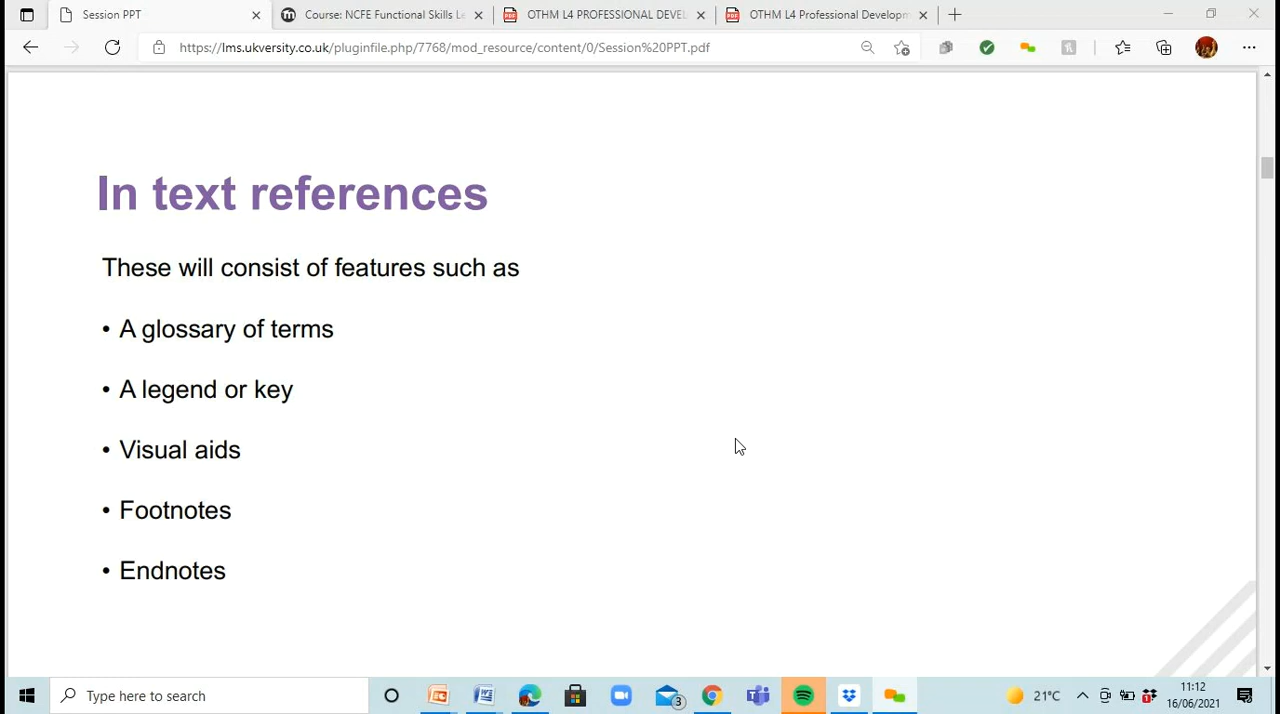 Session PPT
Course: NCFE Functional Skills Le
OTHM L4 PROFESSIONAL DEVEL
OTHM L4 Professional Developm
https://lms.ukversity.co.uk/pluginfile.php/7768/mod_resource/content/0/Session%20PPT.pdf
In text references
These will consist of features such as
• A glossary of terms
• A legend or key
• Visual aids
• Footnotes
• Endnotes
Type here to search
3
21°C
11:12
16/06/2021